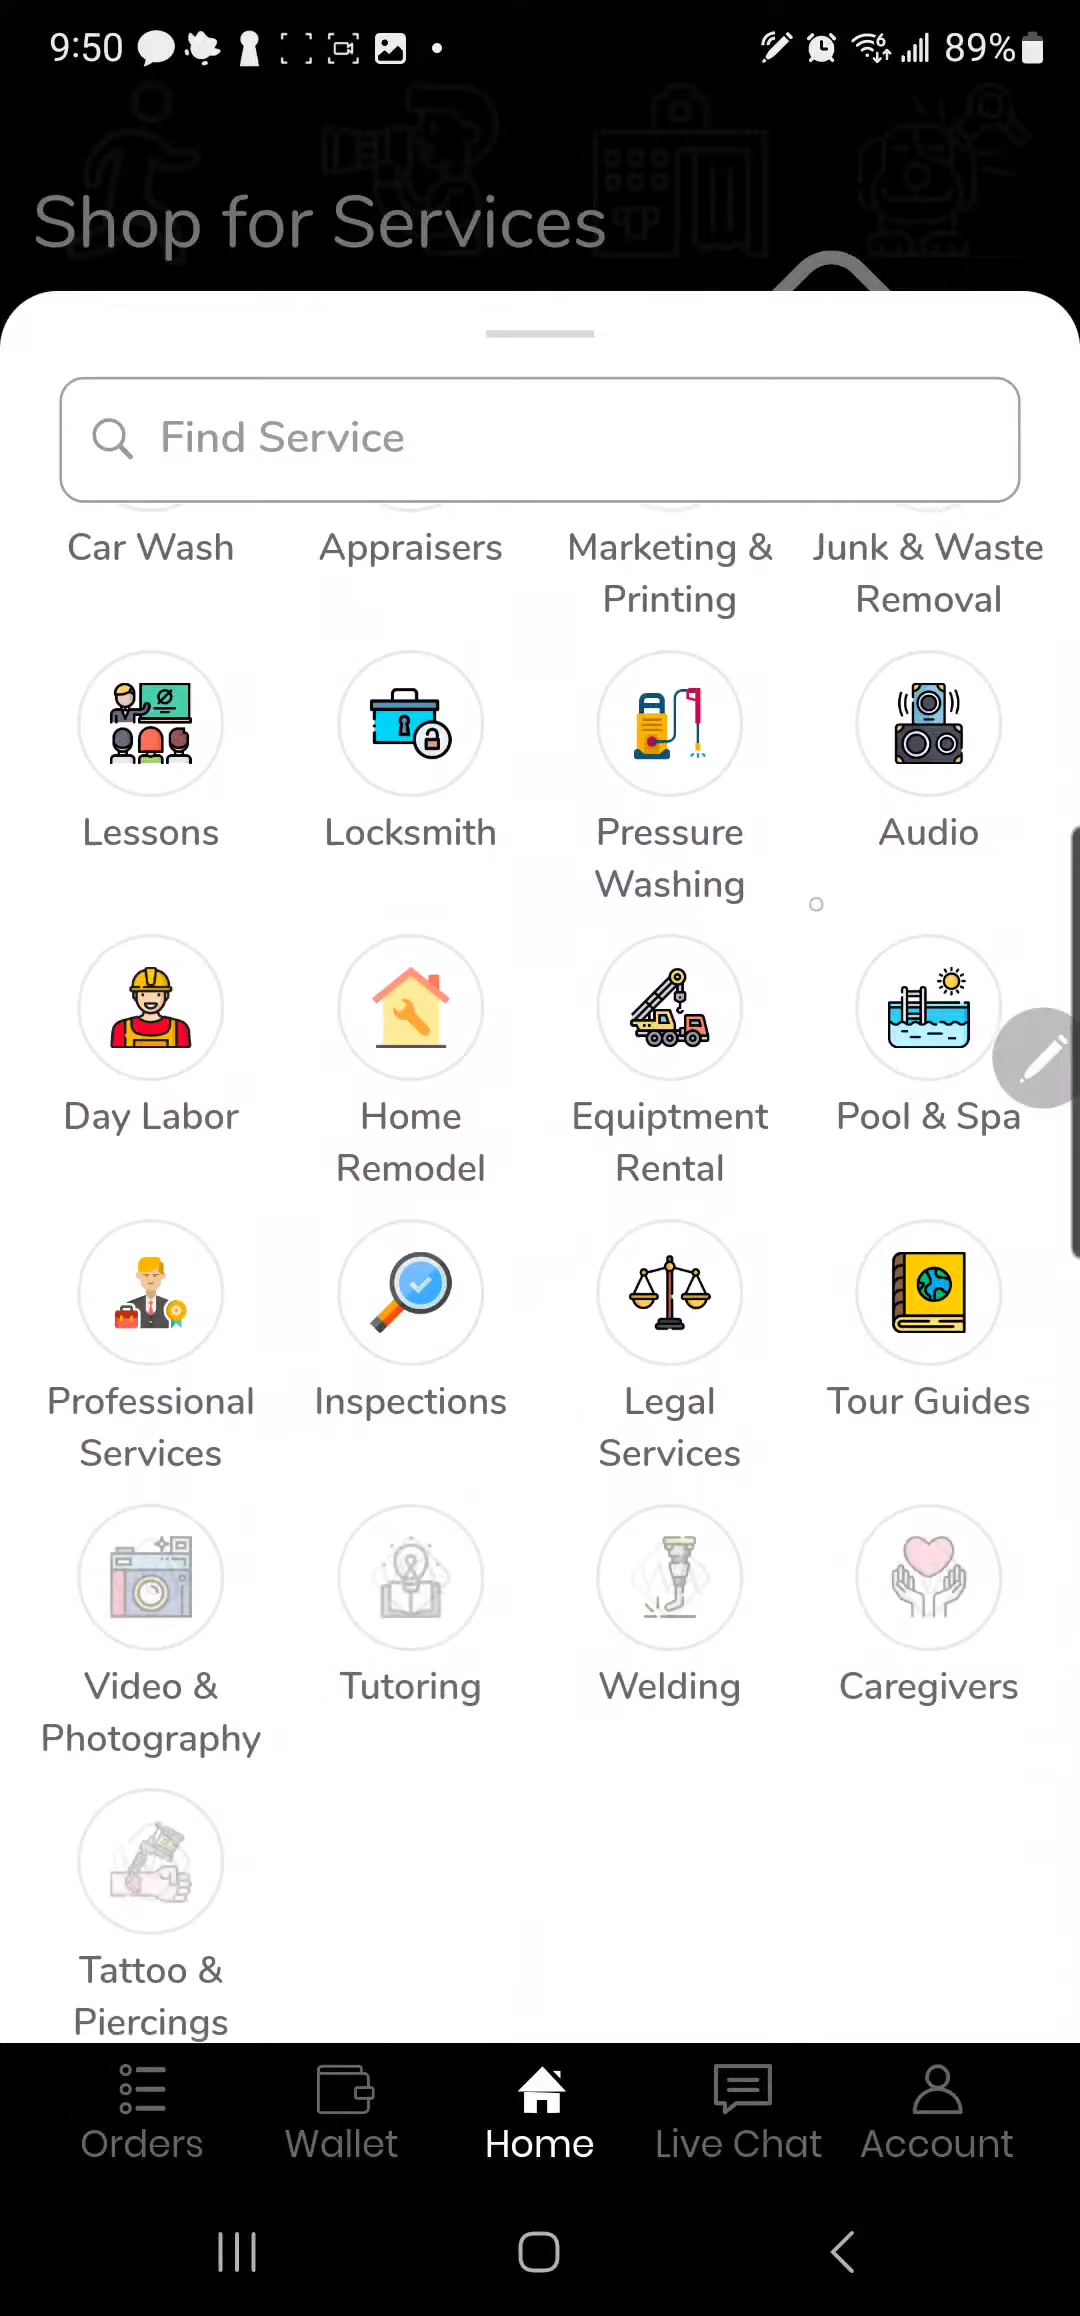 9:50
89%
Shop for Services
Find Service
Car Wash
Appraisers
Marketing &
Printing
Junk & Waste
Removal
Lessons
Locksmith
Pressure
Washing
Audio
Day Labor
Home
Remodel
Equiptment
Rental
Pool & Spa
Professional
Services
Inspections
Legal
Services
Tour Guides
Video &
Photography
Tutoring
Welding
Caregivers
Tattoo &
Piercings
Orders
Wallet
Home
Live Chat
Account